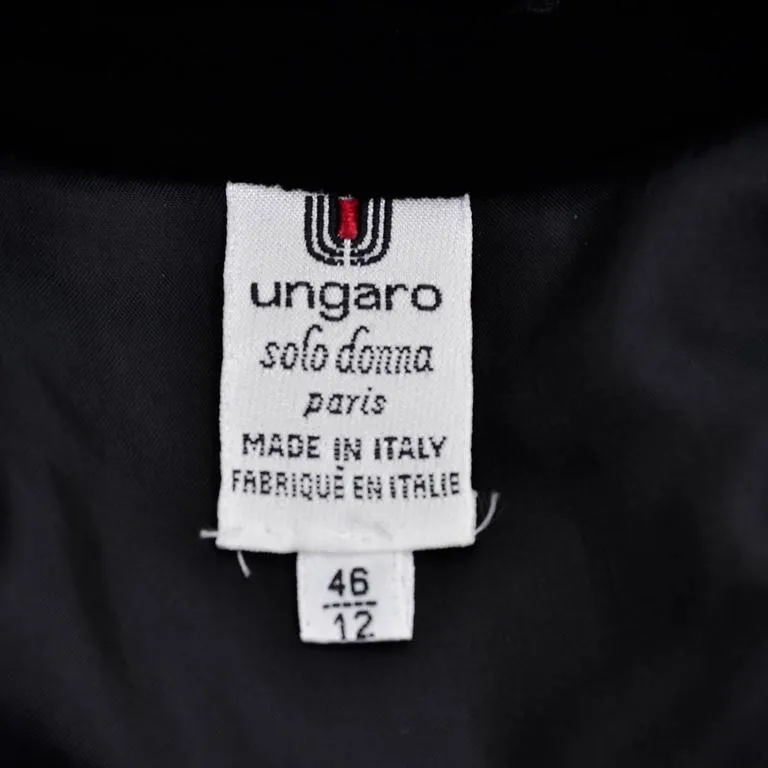 ungaro
solo donna
paris
MADE IN ITALY
FABRIQUÈ EN ITALIE
46
12